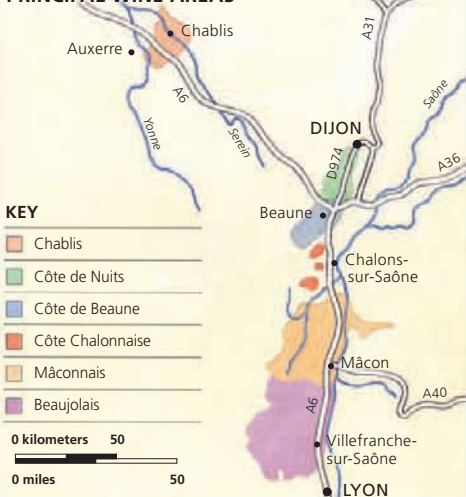 PRINCIPAL WINE AREAS
Chablis
Auxerre
A31
A6
Yonne
Serein
Saône
DIJON
D974
A36
Beaune
KEY
Chablis
Côte de Nuits
Côte de Beaune
Côte Chalonnaise
Mâconnais
Beaujolais
Chalons-
sur-Saône
Mâcon
A40
A6
Villefranche-
sur-Saône
LYON
0 kilometers 50
0 miles 50